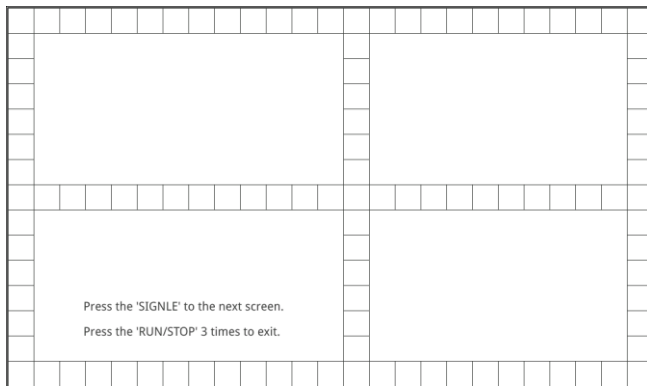 Press the 'SIGNLE' to the next screen.
Press the 'RUN/STOP' 3 times to exit.